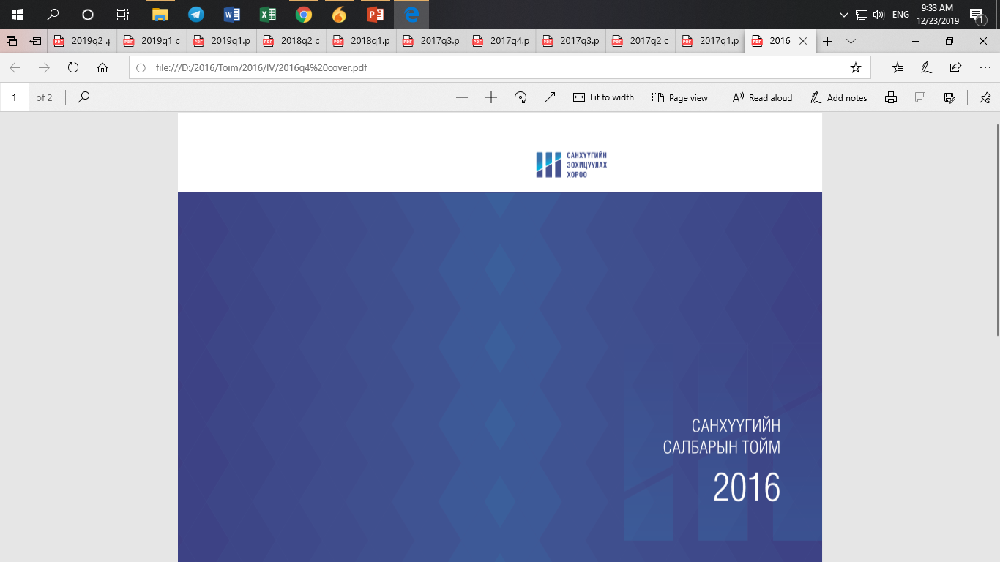 ENG
9:33 AM
12/23/2019
1
2019q2 .p
2019q1 c
2019q1.p
2018q2 c
2018q1.p
2017q3.p
2017q4.p
2017q3.p
2017q2 c
2017q1.p
2016
file:///D:/2016/Toim/2016/IV/2016q4%20cover.pdf
1 of 2
Fit to width
Page view
Read aloud
Add notes
САНХҮҮГИЙН
ЗОХИЦУУЛАХ
ХОРОО
САНХҮҮГИЙН
САЛБАРЫН ТОЙМ
2016